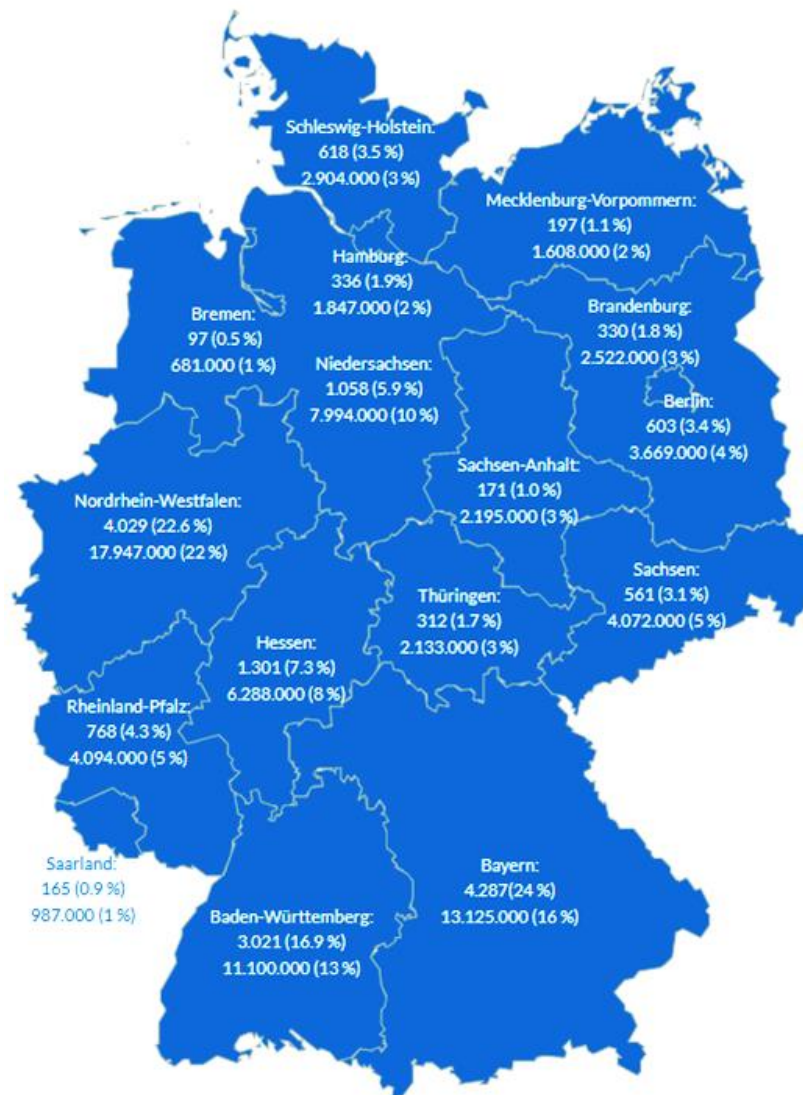 Schleswig-Holstein:
618 (3.5 %)
2.904.000 (3 %)
Mecklenburg-Vorpommern:
197 (1.1 %)
1.608.000 (2 %)
Hamburg:
336 (1.9%)
1.847.000 (2 %)
Bremen:
97 (0.5 %)
681.000 (1 %)
Brandenburg:
330 (1.8 %)
2.522.000 (3 %)
Niedersachsen:
1.058 (5.9 %)
7.994.000 (10 %)
Berlin:
603 (3.4 %)
3.669.000 (4 %)
Sachsen-Anhalt:
171 (1.0 %)
2.195.000 (3 %)
Nordrhein-Westfalen:
4.029 (22.6 %)
17.947.000 (22 %)
Sachsen:
561 (3.1 %)
4.072.000 (5 %)
Thüringen:
312 (1.7 %)
2.133.000 (3 %)
Hessen:
1.301 (7.3 %)
6.288.000 (8 %)
Rheinland-Pfalz:
768 (4.3 %)
4.094.000 (5 %)
Saarland:
165 (0.9 %)
987.000 (1 %)
Bayern:
4.287(24 %)
13.125.000 (16 %)
Baden-Württemberg:
3.021 (16.9 %)
11.100.000 (13 %)